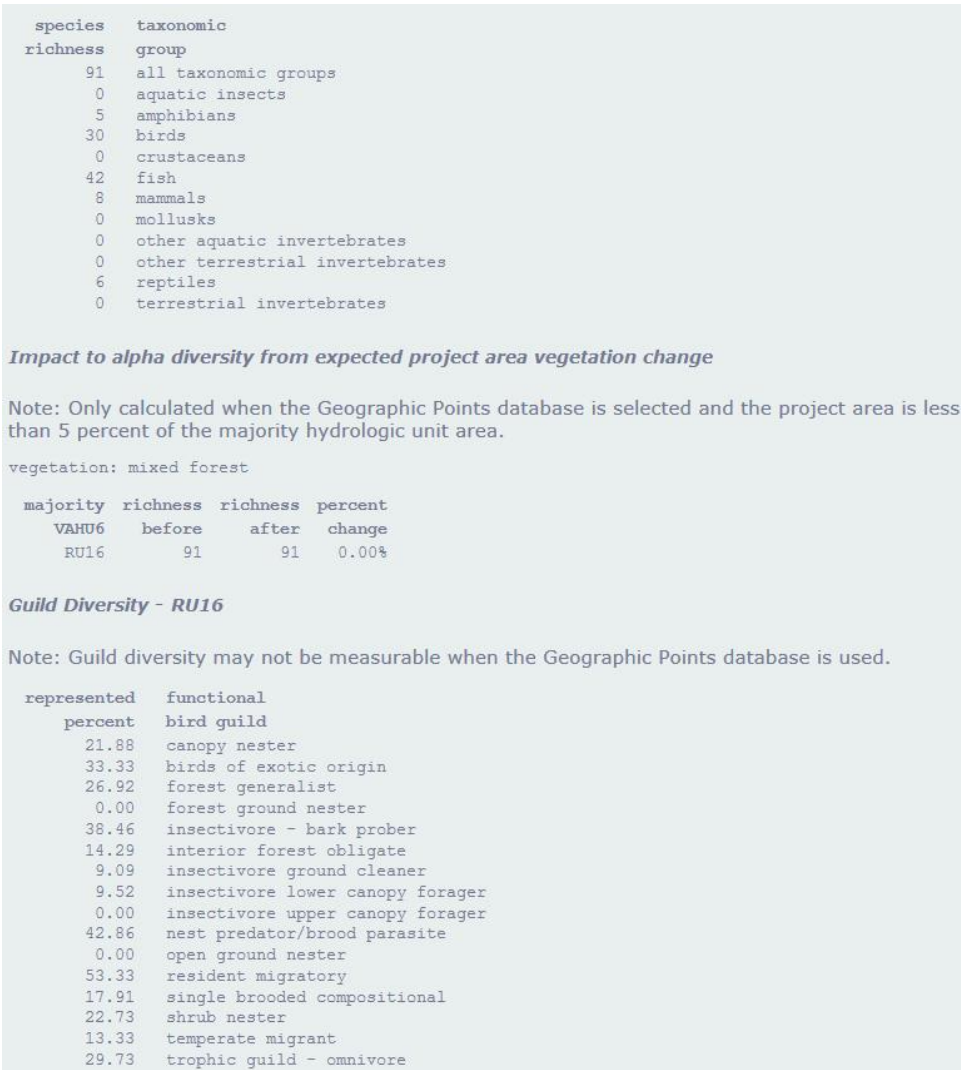 species taxonomic
richness group
91 all taxonomic groups
0 aquatic insects
5 amphibians
30 birds
0 crustaceans
42 fish
8 mammals
0 mollusks
0 other aquatic invertebrates
0 other terrestrial invertebrates
6 reptiles
0 terrestrial invertebrates
Impact to alpha diversity from expected project area vegetation change
Note: Only calculated when the Geographic Points database is selected and the project area is less
than 5 percent of the majority hydrologic unit area.
vegetation: mixed forest
majority richness richness percent
VAHU6 before after change
RU16 91 91 0.00%
Guild Diversity - RU16
Note: Guild diversity may not be measurable when the Geographic Points database is used.
represented functional
percent bird guild
21.88 canopy nester
33.33 birds of exotic origin
26.92 forest generalist
0.00 forest ground nester
38.46 insectivore - bark prober
14.29 interior forest obligate
9.09 insectivore ground cleaner
9.52 insectivore lower canopy forager
0.00 insectivore upper canopy forager
42.86 nest predator/brood parasite
0.00 open ground nester
53.33 resident migratory
17.91 single brooded compositional
22.73 shrub nester
13.33 temperate migrant
29.73 trophic guild - omnivore